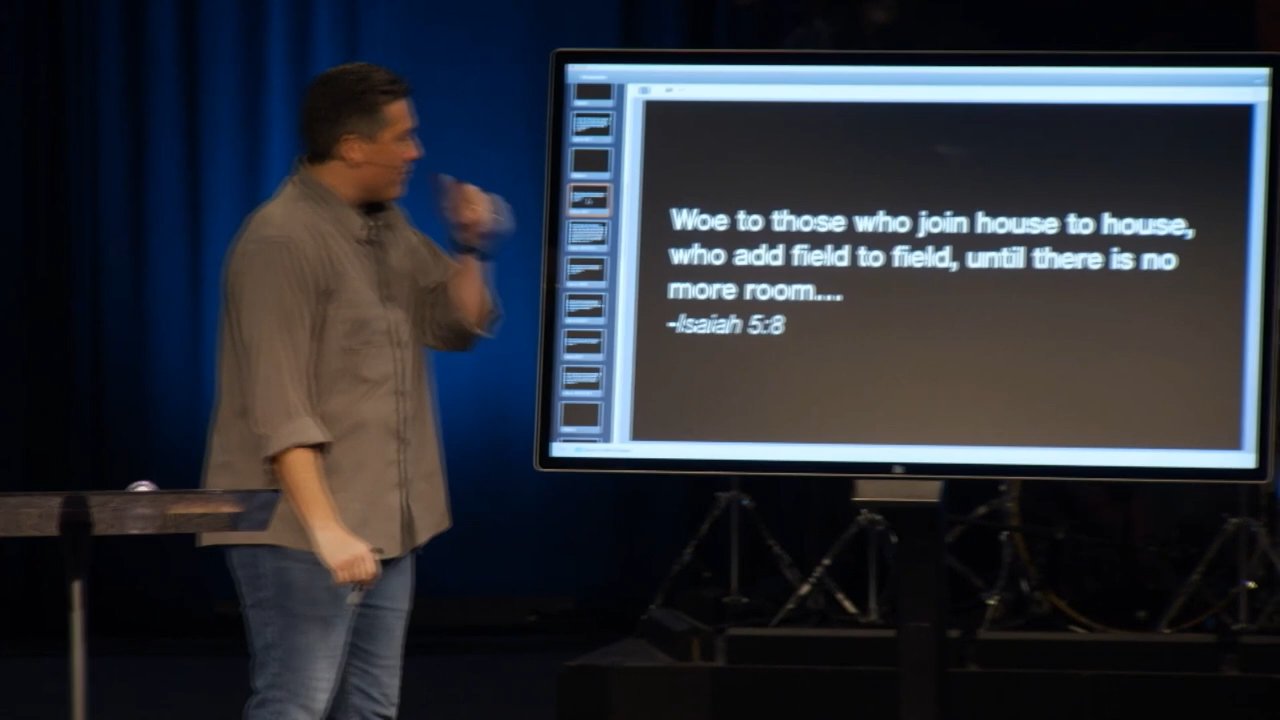 Woe to those who join house to house,
who add field to field, until there is no
more room....
-Isaiah 5:8